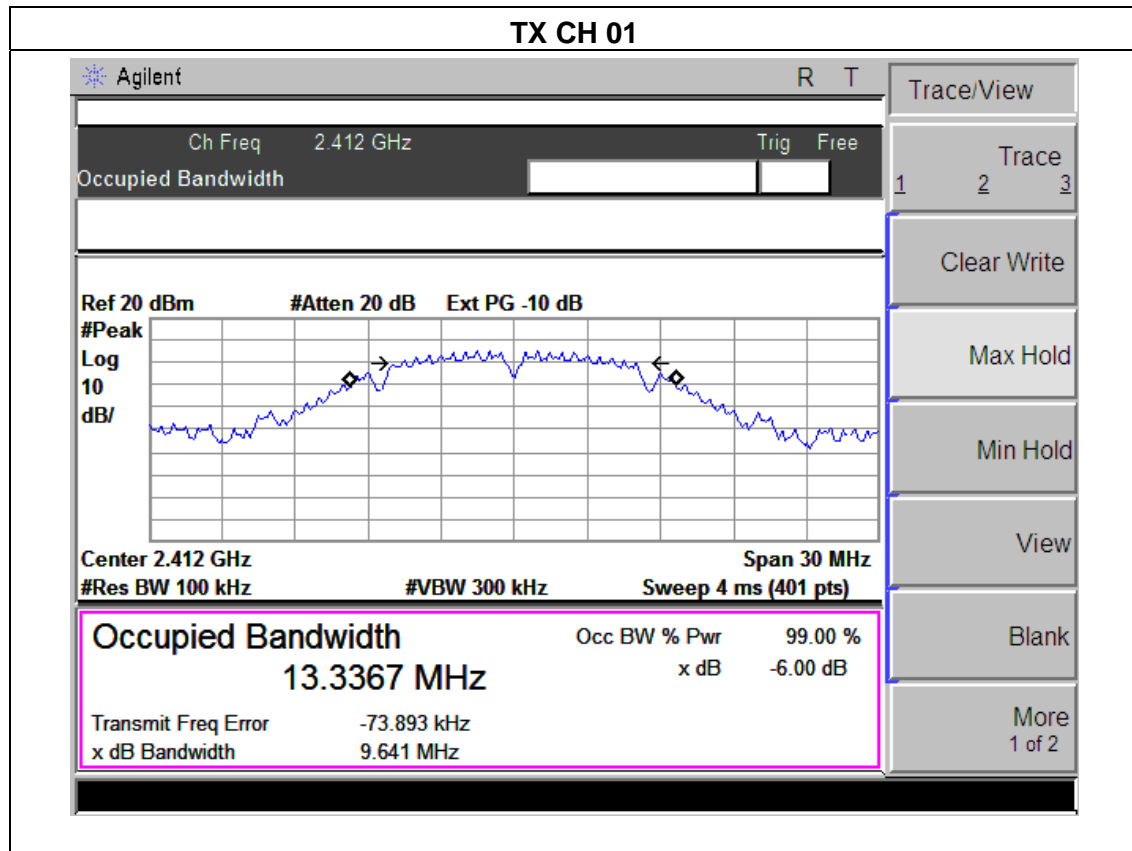 TX CH 01
Agilent R T
Ch Freq 2.412 GHz Trig Free
Occupied Bandwidth
Ref 20 dBm #Atten 20 dB Ext PG -10 dB
#Peak
Log
10
dB/
Center 2.412 GHz Span 30 MHz
#Res BW 100 kHz #VBW 300 kHz Sweep 4 ms (401 pts)
Occupied Bandwidth Occ BW % Pwr 99.00 %
13.3367 MHz x dB -6.00 dB
Transmit Freq Error -73.893 kHz
x dB Bandwidth 9.641 MHz
Trace/View
Trace
1 2 3
Clear Write
Max Hold
Min Hold
View
Blank
More
1 of 2